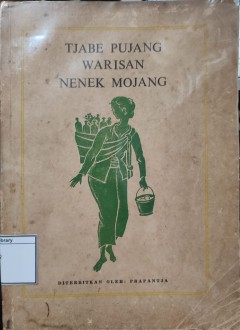 TJABE PUJANG
WARISAN
NENEK MOJANG
DITERBITKAN OLEH: PRAPANTJA